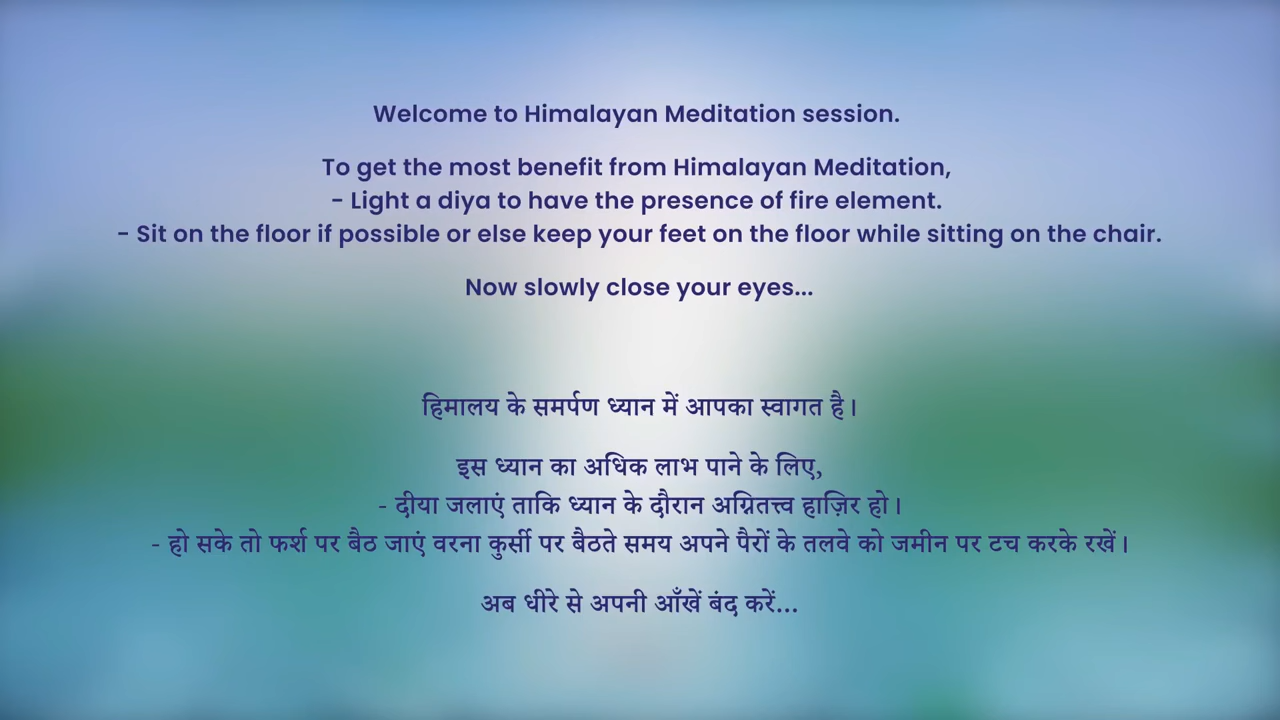 Welcome to Himalayan Meditation session.
To get the most benefit from Himalayan Meditation,
- Light a diya to have the presence of fire element.
- Sit on the floor if possible or else keep your feet on the floor while sitting on the chair.
Now slowly close your eyes...
हिमालय के समर्पण ध्यान में आपका स्वागत है।
इस ध्यान का अधिक लाभ पाने के लिए,
- दीया जलाएं ताकि ध्यान के दौरान अग्नितत्त्व हाज़िर हो।
- हो सके तो फर्श पर बैठ जाएं वरना कुर्सी पर बैठते समय अपने पैरों के तलवे को जमीन पर टच करके रखें।
अब धीरे से अपनी आँखें बंद करें...